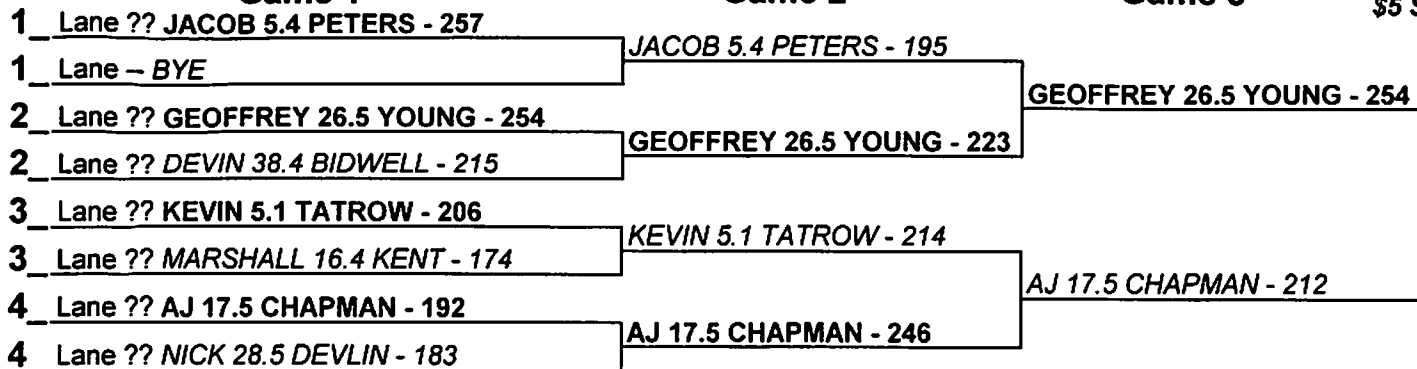 1_ Lane ?? JACOB 5.4 PETERS - 257
1_ Lane – BYE
2_ Lane ?? GEOFFREY 26.5 YOUNG - 254
2_ Lane ?? DEVIN 38.4 BIDWELL - 215
3_ Lane ?? KEVIN 5.1 TATROW - 206
3_ Lane ?? MARSHALL 16.4 KENT - 174
4_ Lane ?? AJ 17.5 CHAPMAN - 192
4 Lane ?? NICK 28.5 DEVLIN - 183
JACOB 5.4 PETERS - 195
GEOFFREY 26.5 YOUNG - 223
KEVIN 5.1 TATROW - 214
AJ 17.5 CHAPMAN - 246
GEOFFREY 26.5 YOUNG - 254
AJ 17.5 CHAPMAN - 212